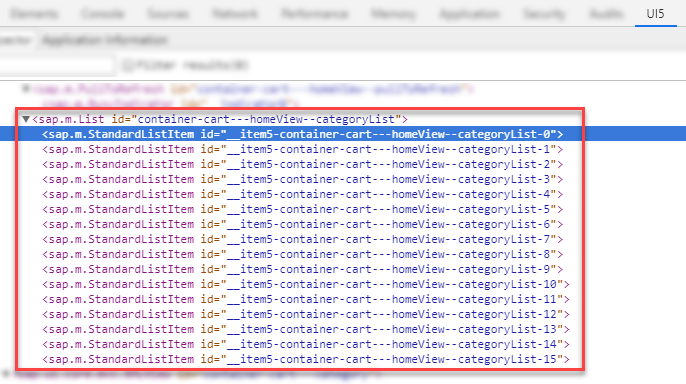 Elements Console Sources Network Performance Memory Application Security Audits UI5
Application Information
Filter results(0)
<sap.m.PullToRefresh id="container-cart---homeView--pullToRefresh">
▼<sap.m.List id="container-cart---homeView--categoryList">
<sap.m.StandardListItem id="__item5-container-cart---homeView--categoryList-0">
<sap.m.StandardListItem id="__item5-container-cart---homeView--categoryList-1">
<sap.m.StandardListItem id="__item5-container-cart---homeView--categoryList-2">
<sap.m.StandardListItem id="__item5-container-cart---homeView--categoryList-3">
<sap.m.StandardListItem id="__item5-container-cart---homeView--categoryList-4">
<sap.m.StandardListItem id="__item5-container-cart---homeView--categoryList-5">
<sap.m.StandardListItem id="__item5-container-cart---homeView--categoryList-6">
<sap.m.StandardListItem id="__item5-container-cart---homeView--categoryList-7">
<sap.m.StandardListItem id="__item5-container-cart---homeView--categoryList-8">
<sap.m.StandardListItem id="__item5-container-cart---homeView--categoryList-9">
<sap.m.StandardListItem id="__item5-container-cart---homeView--categoryList-10">
<sap.m.StandardListItem id="__item5-container-cart---homeView--categoryList-11">
<sap.m.StandardListItem id="__item5-container-cart---homeView--categoryList-12">
<sap.m.StandardListItem id="__item5-container-cart---homeView--categoryList-13">
<sap.m.StandardListItem id="__item5-container-cart---homeView--categoryList-14">
<sap.m.StandardListItem id="__item5-container-cart---homeView--categoryList-15">